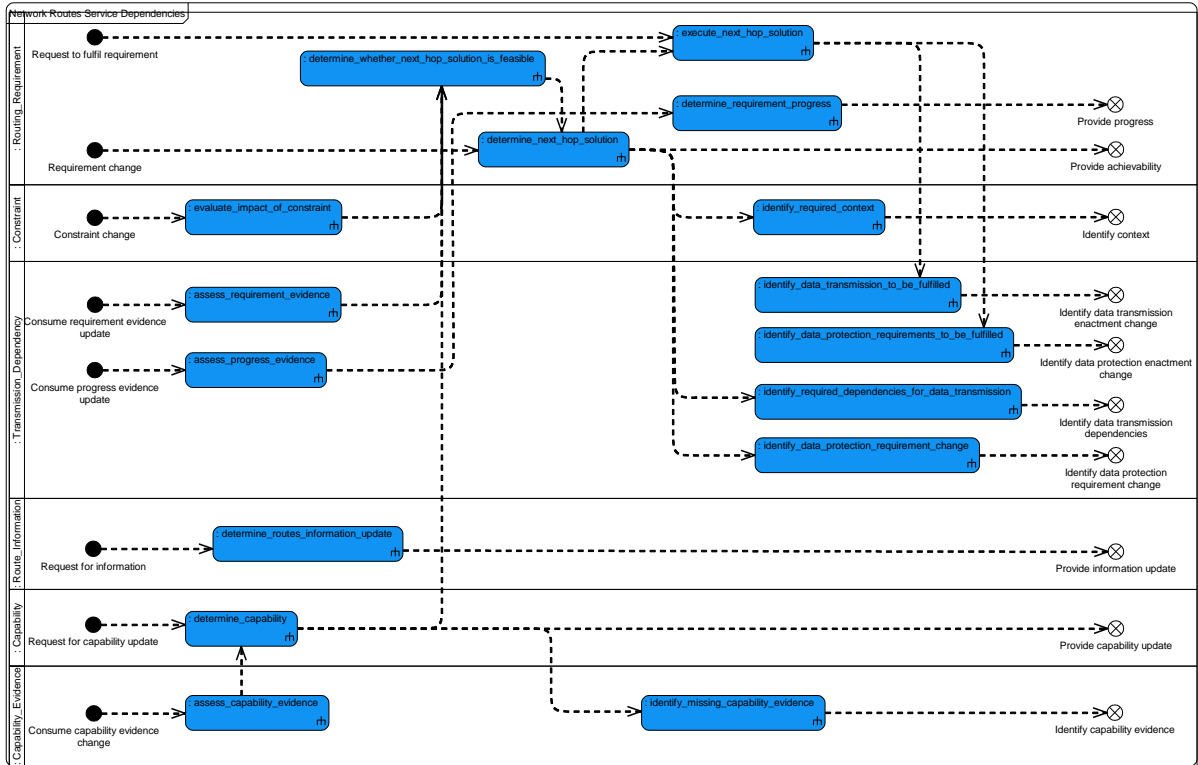 Network Routes Service Dependencies
: Routing_Requirement
Request to fulfil requirement
: execute_next_hop_solution
: determine_whether_next_hop_solution_is_feasible
: determine_requirement_progress
Provide progress
Requirement change
: determine_next_hop_solution
Provide achievability
: Constraint
Constraint change
: evaluate_impact_of_constraint
: identify_required_context
Identify context
: Transmission_Dependency
Consume requirement evidence
update
: assess_requirement_evidence
: identify_data_transmission_to_be_fulfilled
Identify data transmission
enactment change
: identify_data_protection_requirements_to_be_fulfilled
Identify data protection enactment
change
Consume progress evidence
update
: assess_progress_evidence
: identify_required_dependencies_for_data_transmission
Identify data transmission
dependencies
: identify_data_protection_requirement_change
Identify data protection
requirement change
: Route_Information
Request for information
: determine_routes_information_update
Provide information update
: Capability
Request for capability update
: determine_capability
Provide capability update
: Capability_Evidence
Consume capability evidence
change
: assess_capability_evidence
: identify_missing_capability_evidence
Identify capability evidence